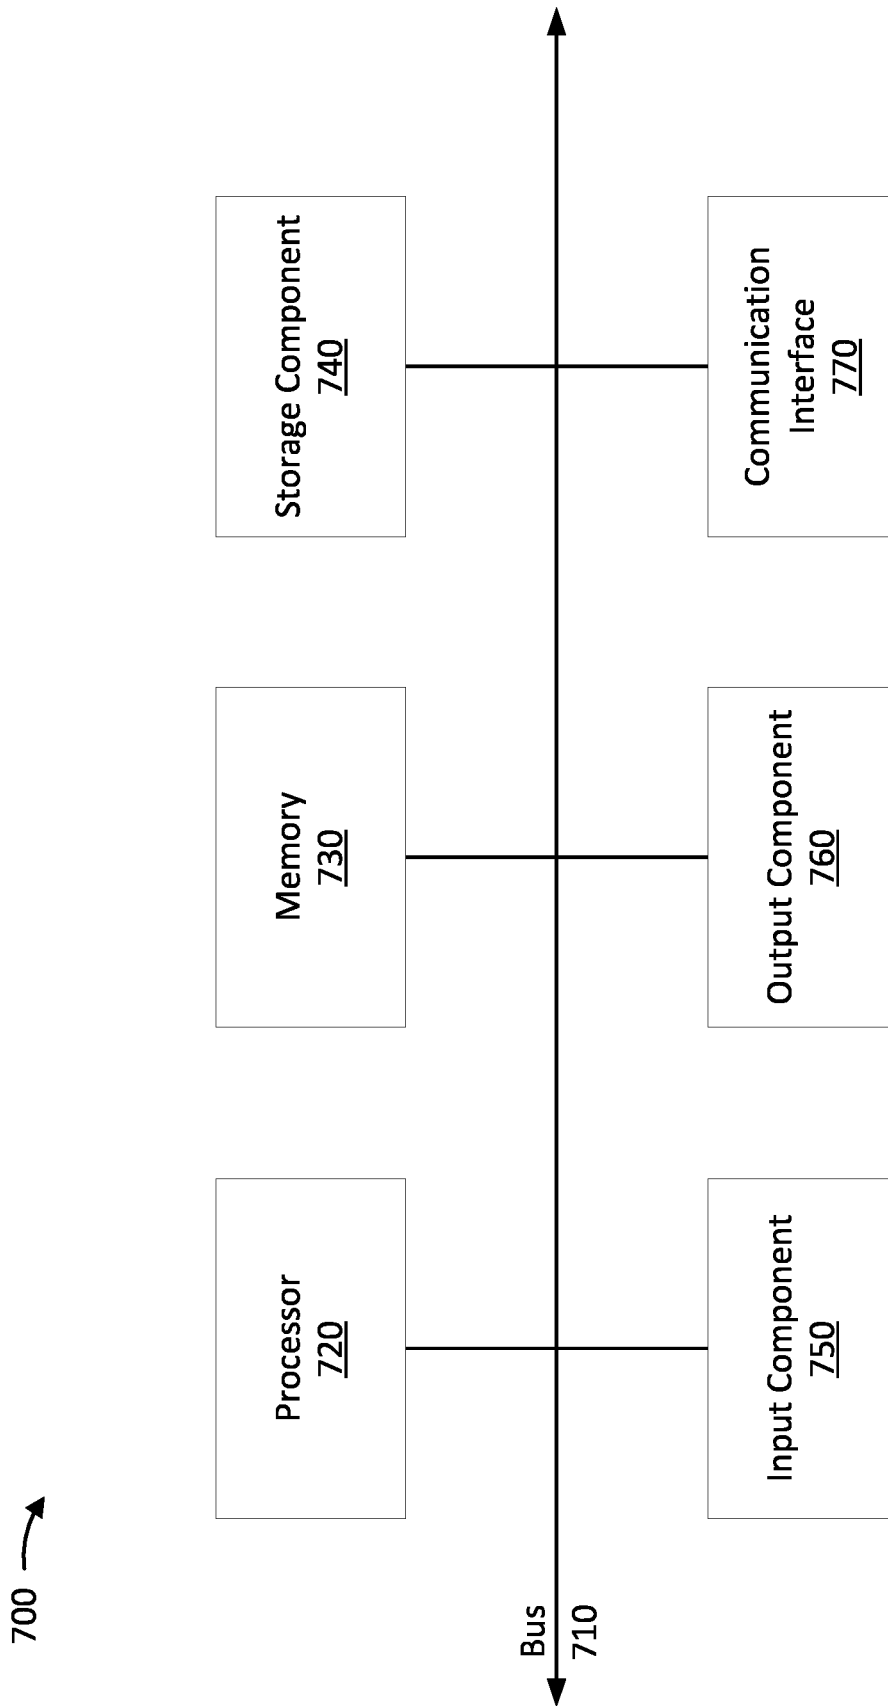 700
Processor
720
Memory
730
Storage Component
740
Bus
710
Input Component
750
Output Component
760
Communication
Interface
770